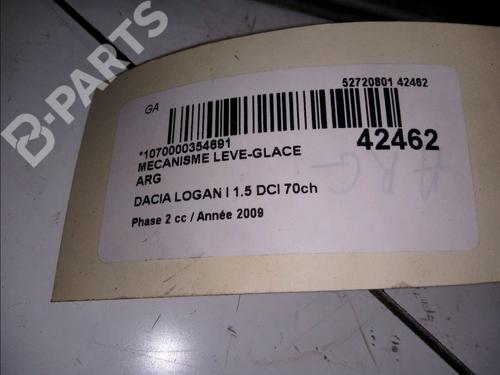 B-PARTS
GA
52720801 42462
*1070000354691
42462
MECANISME LEVE-GLACE
ARG
DACIA LOGAN I 1.5 DCI 70ch
Phase 2 cc / Année 2009
ARG